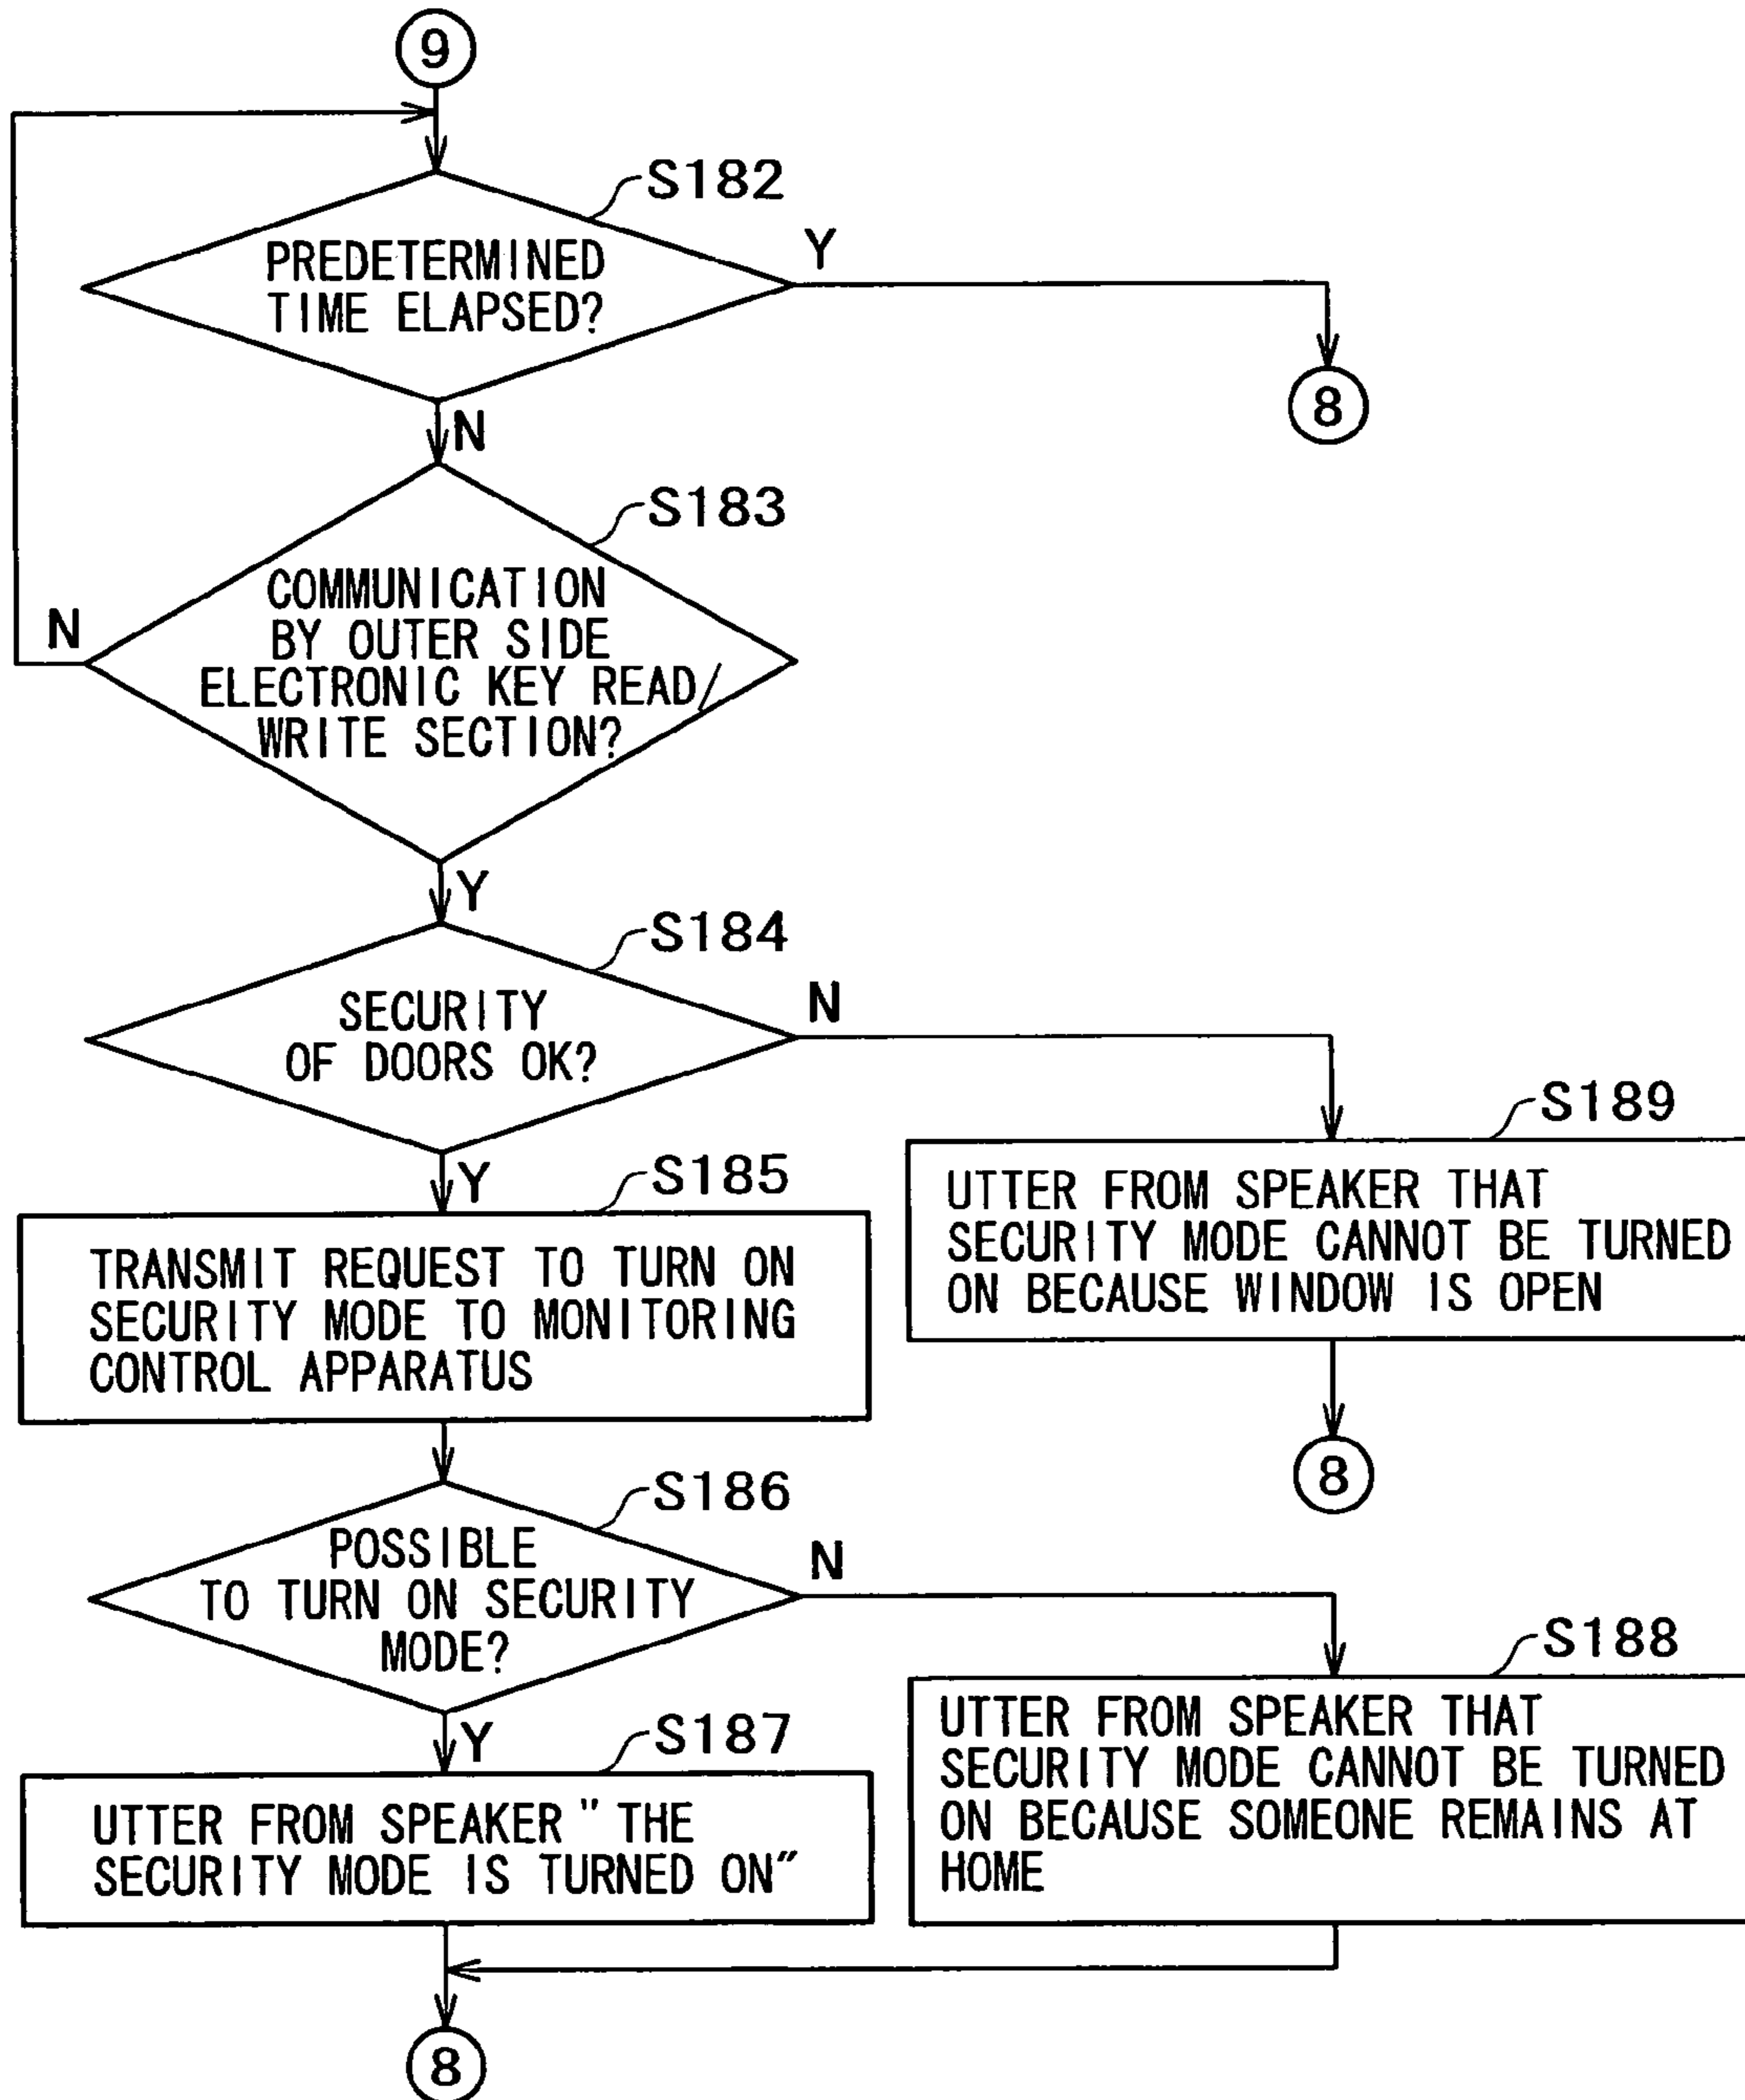 9
S182
PREDETERMINED
TIME ELAPSED?
Y
8
N
S183
COMMUNICATION
BY OUTER SIDE
ELECTRONIC KEY READ/
WRITE SECTION?
N
Y
S184
SECURITY
OF DOORS OK?
N
S189
UTTER FROM SPEAKER THAT
SECURITY MODE CANNOT BE TURNED
ON BECAUSE WINDOW IS OPEN
8
Y
S185
TRANSMIT REQUEST TO TURN ON
SECURITY MODE TO MONITORING
CONTROL APPARATUS
S186
POSSIBLE
TO TURN ON SECURITY
MODE?
N
S188
UTTER FROM SPEAKER THAT
SECURITY MODE CANNOT BE TURNED
ON BECAUSE SOMEONE REMAINS AT
HOME
Y
S187
UTTER FROM SPEAKER " THE
SECURITY MODE IS TURNED ON"
8